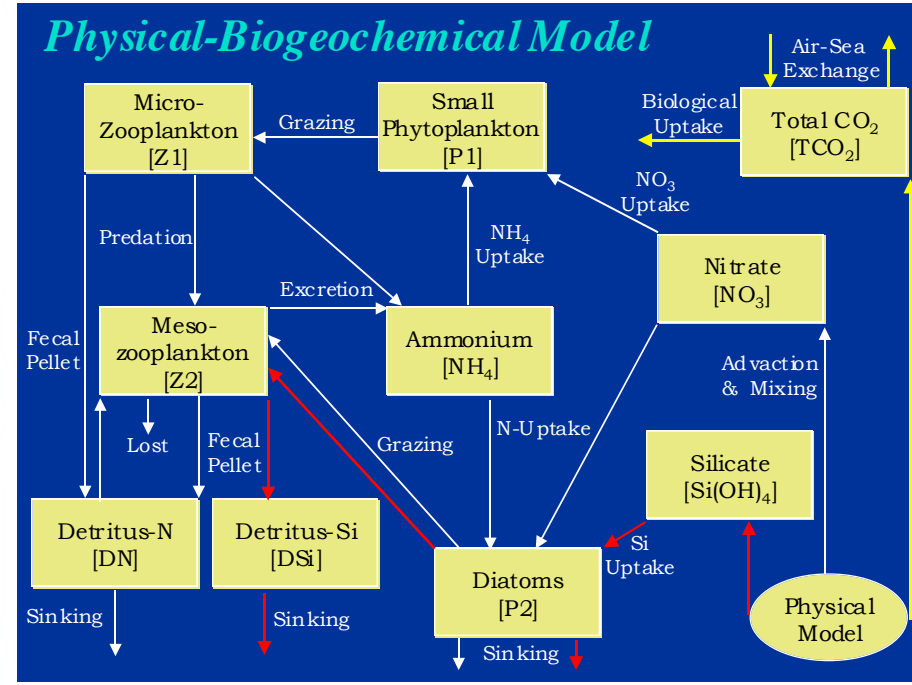 Physical-Biogeochemical Model
Air-Sea
Exchange
Micro-
Zooplankton
[Z1]
Grazing
Small
Phytoplankton
[P1]
Biological
Uptake
Total CO₂
[TCO₂]
NO₃
Uptake
Predation
NH₄
Uptake
Nitrate
[NO₃]
Excretion
Fecal
Pellet
Meso-
zooplankton
[Z2]
Ammonium
[NH₄]
Advaction
& Mixing
Lost
Fecal
Pellet
Grazing
N-Uptake
Silicate
[Si(OH)₄]
Detritus-N
[DN]
Detritus-Si
[DSi]
Si
Uptake
Diatoms
[P2]
Physical
Model
Sinking
Sinking
Sinking